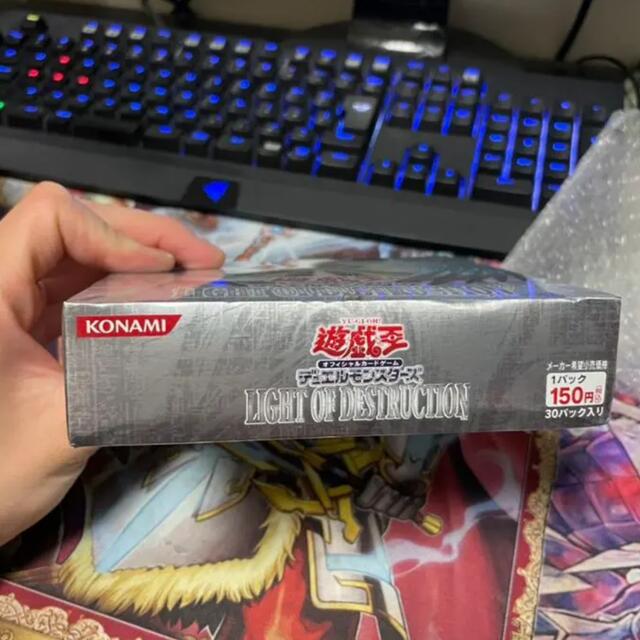 KONAMI
YU-GI-OH!
遊戯王
オフィシャルカードゲーム
デュエルモンスターズ
LIGHT OF DESTRUCTION
メーカー希望小売価格
1パック
150円
30パック入り